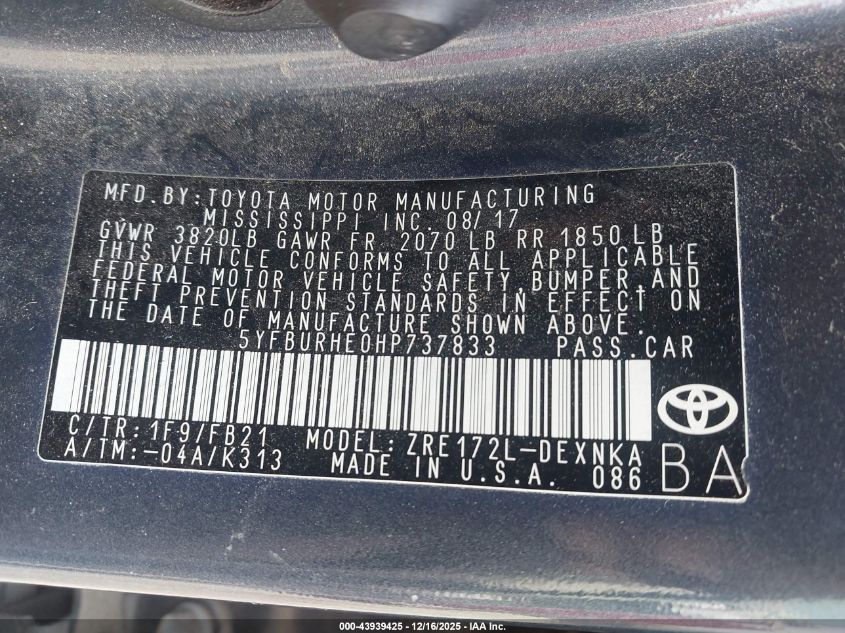 MFD.BY:TOYOTA MOTOR MANUFACTURING
MISSISSIPPI INC. 08/17
GVWR 3820LB GAWR FR 2070 LB RR 1850 LB
THIS VEHICLE CONFORMS TO ALL APPLICABLE
FEDERAL MOTOR VEHICLE SAFETY, BUMPER, AND
THEFT PREVENTION STANDARDS IN EFFECT ON
THE DATE OF MANUFACTURE SHOWN ABOVE.
5YFBURHE0HP737833 PASS.CAR
C/TR:1F9/FB21 MODEL:ZRE172L-DEXNKA
A/TM:-04A/K313 MADE IN U.S.A. 086 BA
000-43939425 - 12/16/2025 - IAA Inc.